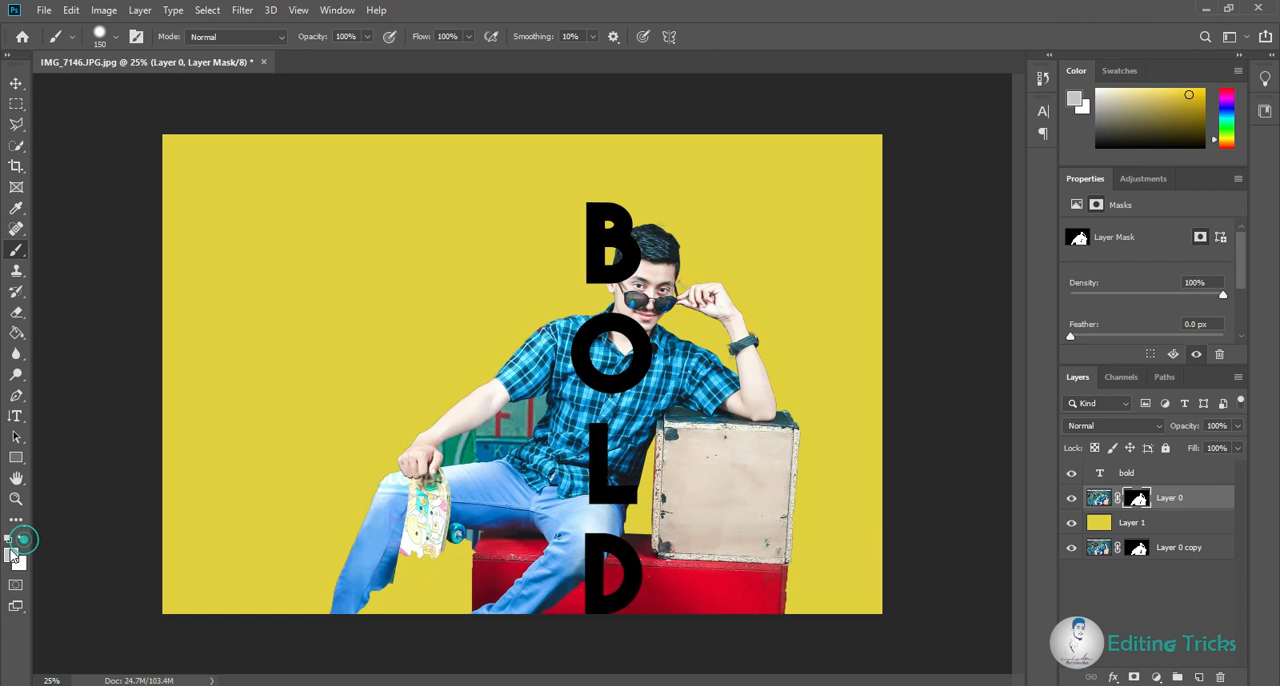 Ps File Edit Image Layer Type Select Filter 3D View Window Help
150 Mode: Normal Opacity: 100% Flow: 100% Smoothing: 10%
IMG_7146.JPG.jpg @ 25% (Layer 0, Layer Mask/8) * ×
Color Swatches
Properties Adjustments
Masks
Layer Mask
Density: 100%
Feather: 0.0 px
Layers Channels Paths
Kind
Normal Opacity: 100%
Lock: Fill: 100%
T bold
Layer 0
Layer 1
Layer 0 copy
B
O
L
D
Editing Tricks
25% Doc: 24.7M/103.4M